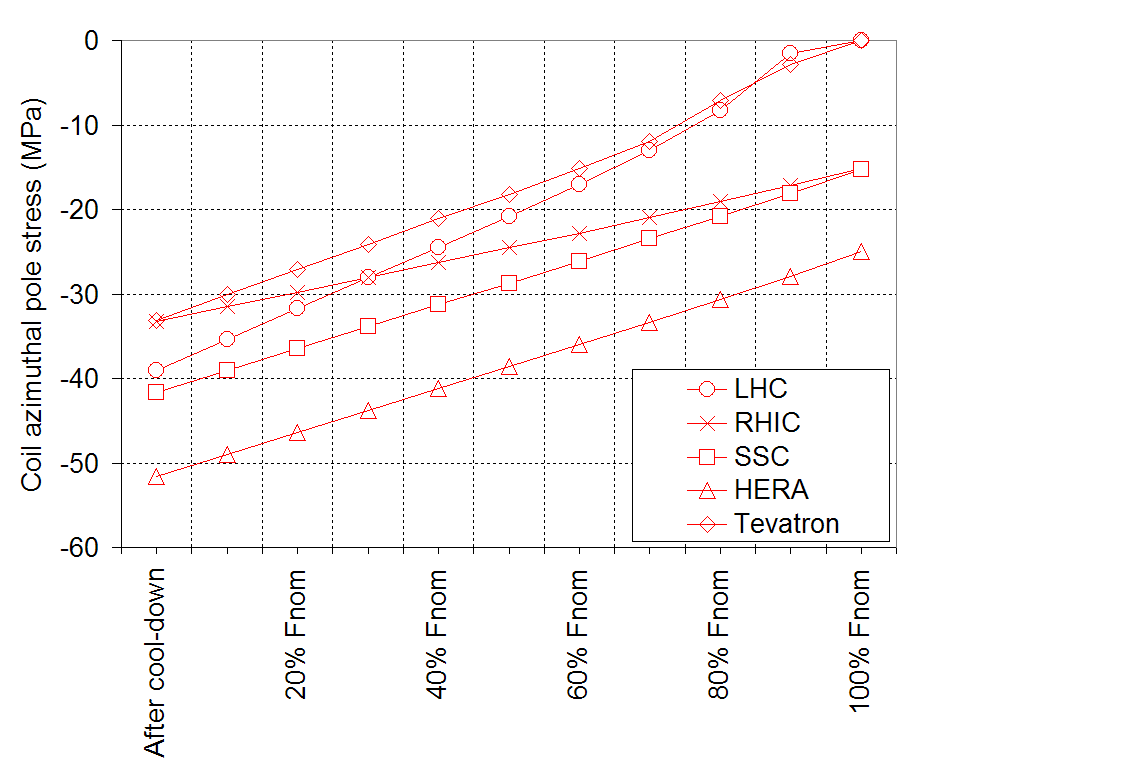 Coil azimuthal pole stress (MPa)
0
-10
-20
-30
-40
-50
-60
LHC
RHIC
SSC
HERA
Tevatron
After cool-down
20% Fnom
40% Fnom
60% Fnom
80% Fnom
100% Fnom